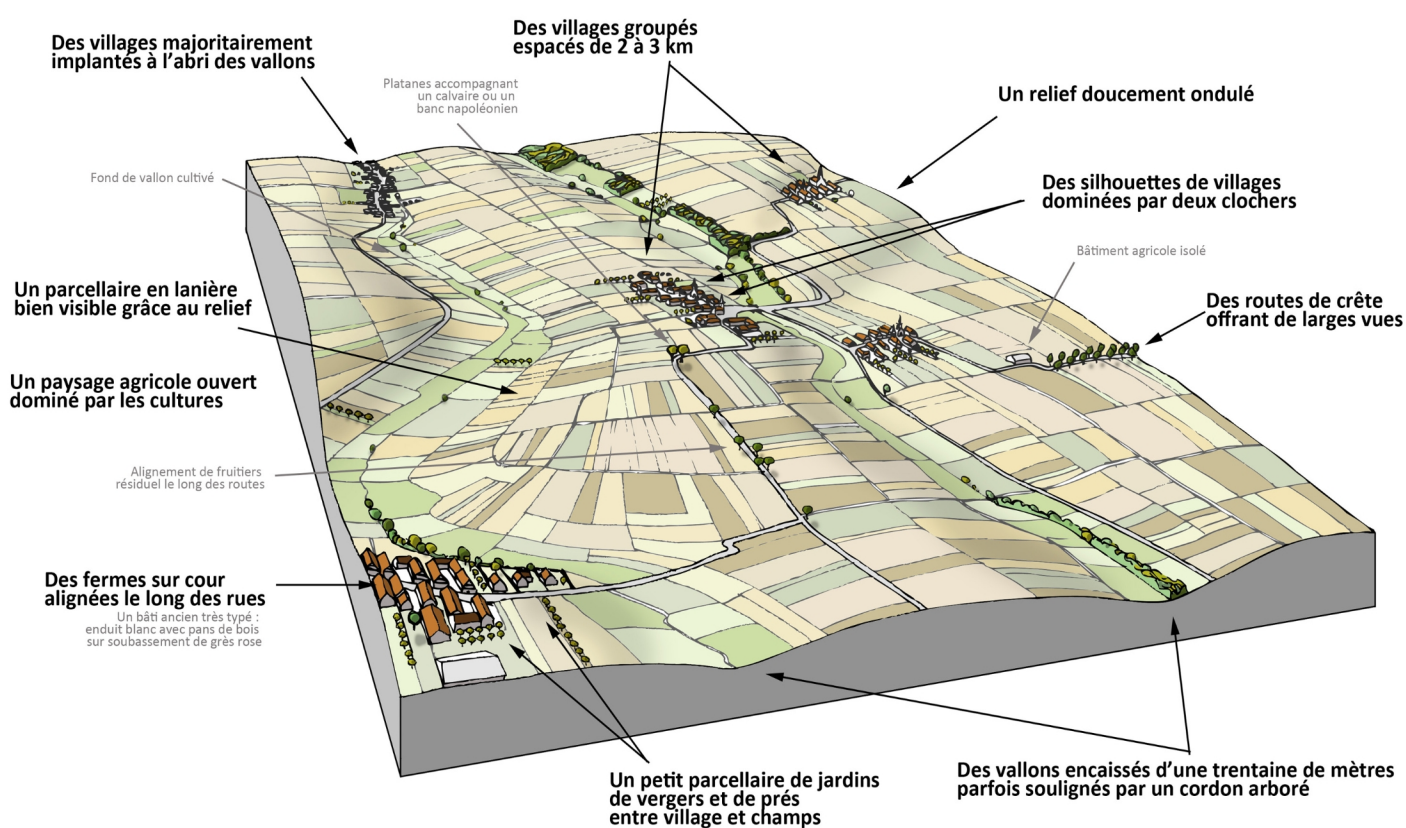 Des villages majoritairement
implantés à l'abri des vallons
Des villages groupés
espacés de 2 à 3 km
Platanes accompagnant
un calvaire ou un
banc napoléonien
Un relief doucement ondulé
Fond de vallon cultivé
Des silhouettes de villages
dominées par deux clochers
Bâtiment agricole isolé
Un parcellaire en lanière
bien visible grâce au relief
Des routes de crête
offrant de larges vues
Un paysage agricole ouvert
dominé par les cultures
Alignement de fruitiers
résiduel le long des routes
Des fermes sur cour
alignées le long des rues
Un bâti ancien très typé :
enduit blanc avec pans de bois
sur soubassement de grès rose
Un petit parcellaire de jardins
de vergers et de prés
entre village et champs
Des vallons encaissés d'une trentaine de mètres
parfois soulignés par un cordon arboré